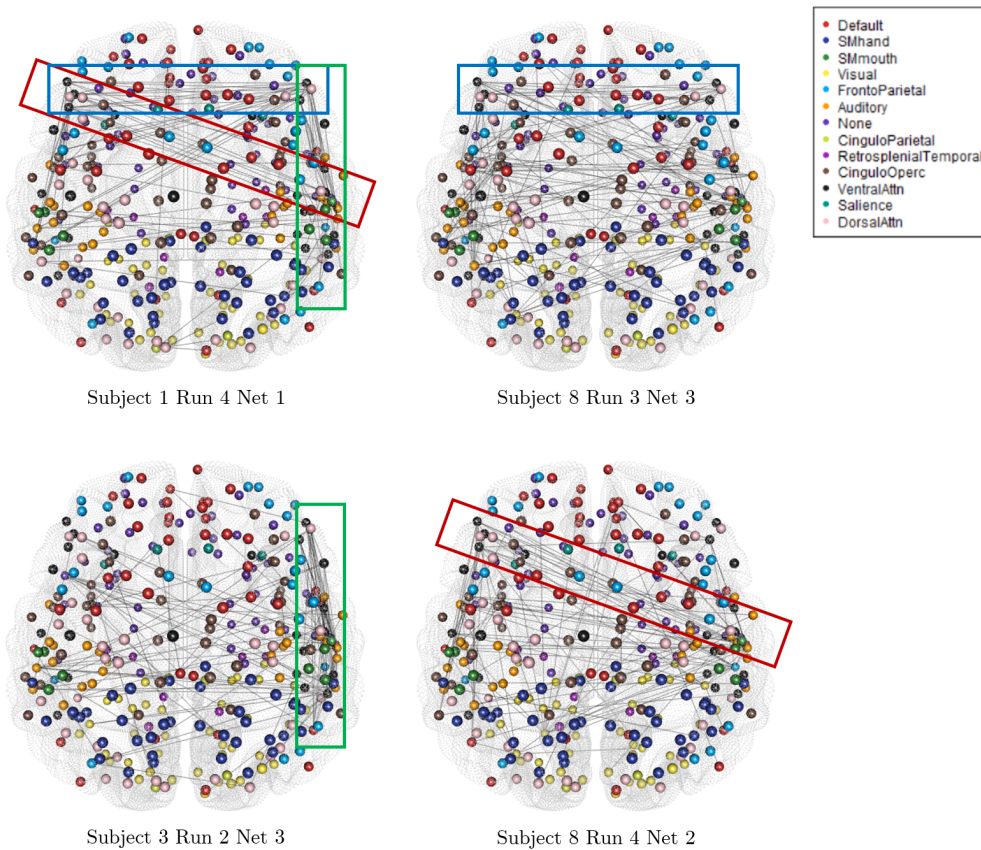 Default
SMhand
SMmouth
Visual
FrontoParietal
Auditory
None
CinguloParietal
RetrosplenialTemporal
CinguloOperc
VentralAttn
Salience
DorsalAttn
Subject 1 Run 4 Net 1
Subject 8 Run 3 Net 3
Subject 3 Run 2 Net 3
Subject 8 Run 4 Net 2